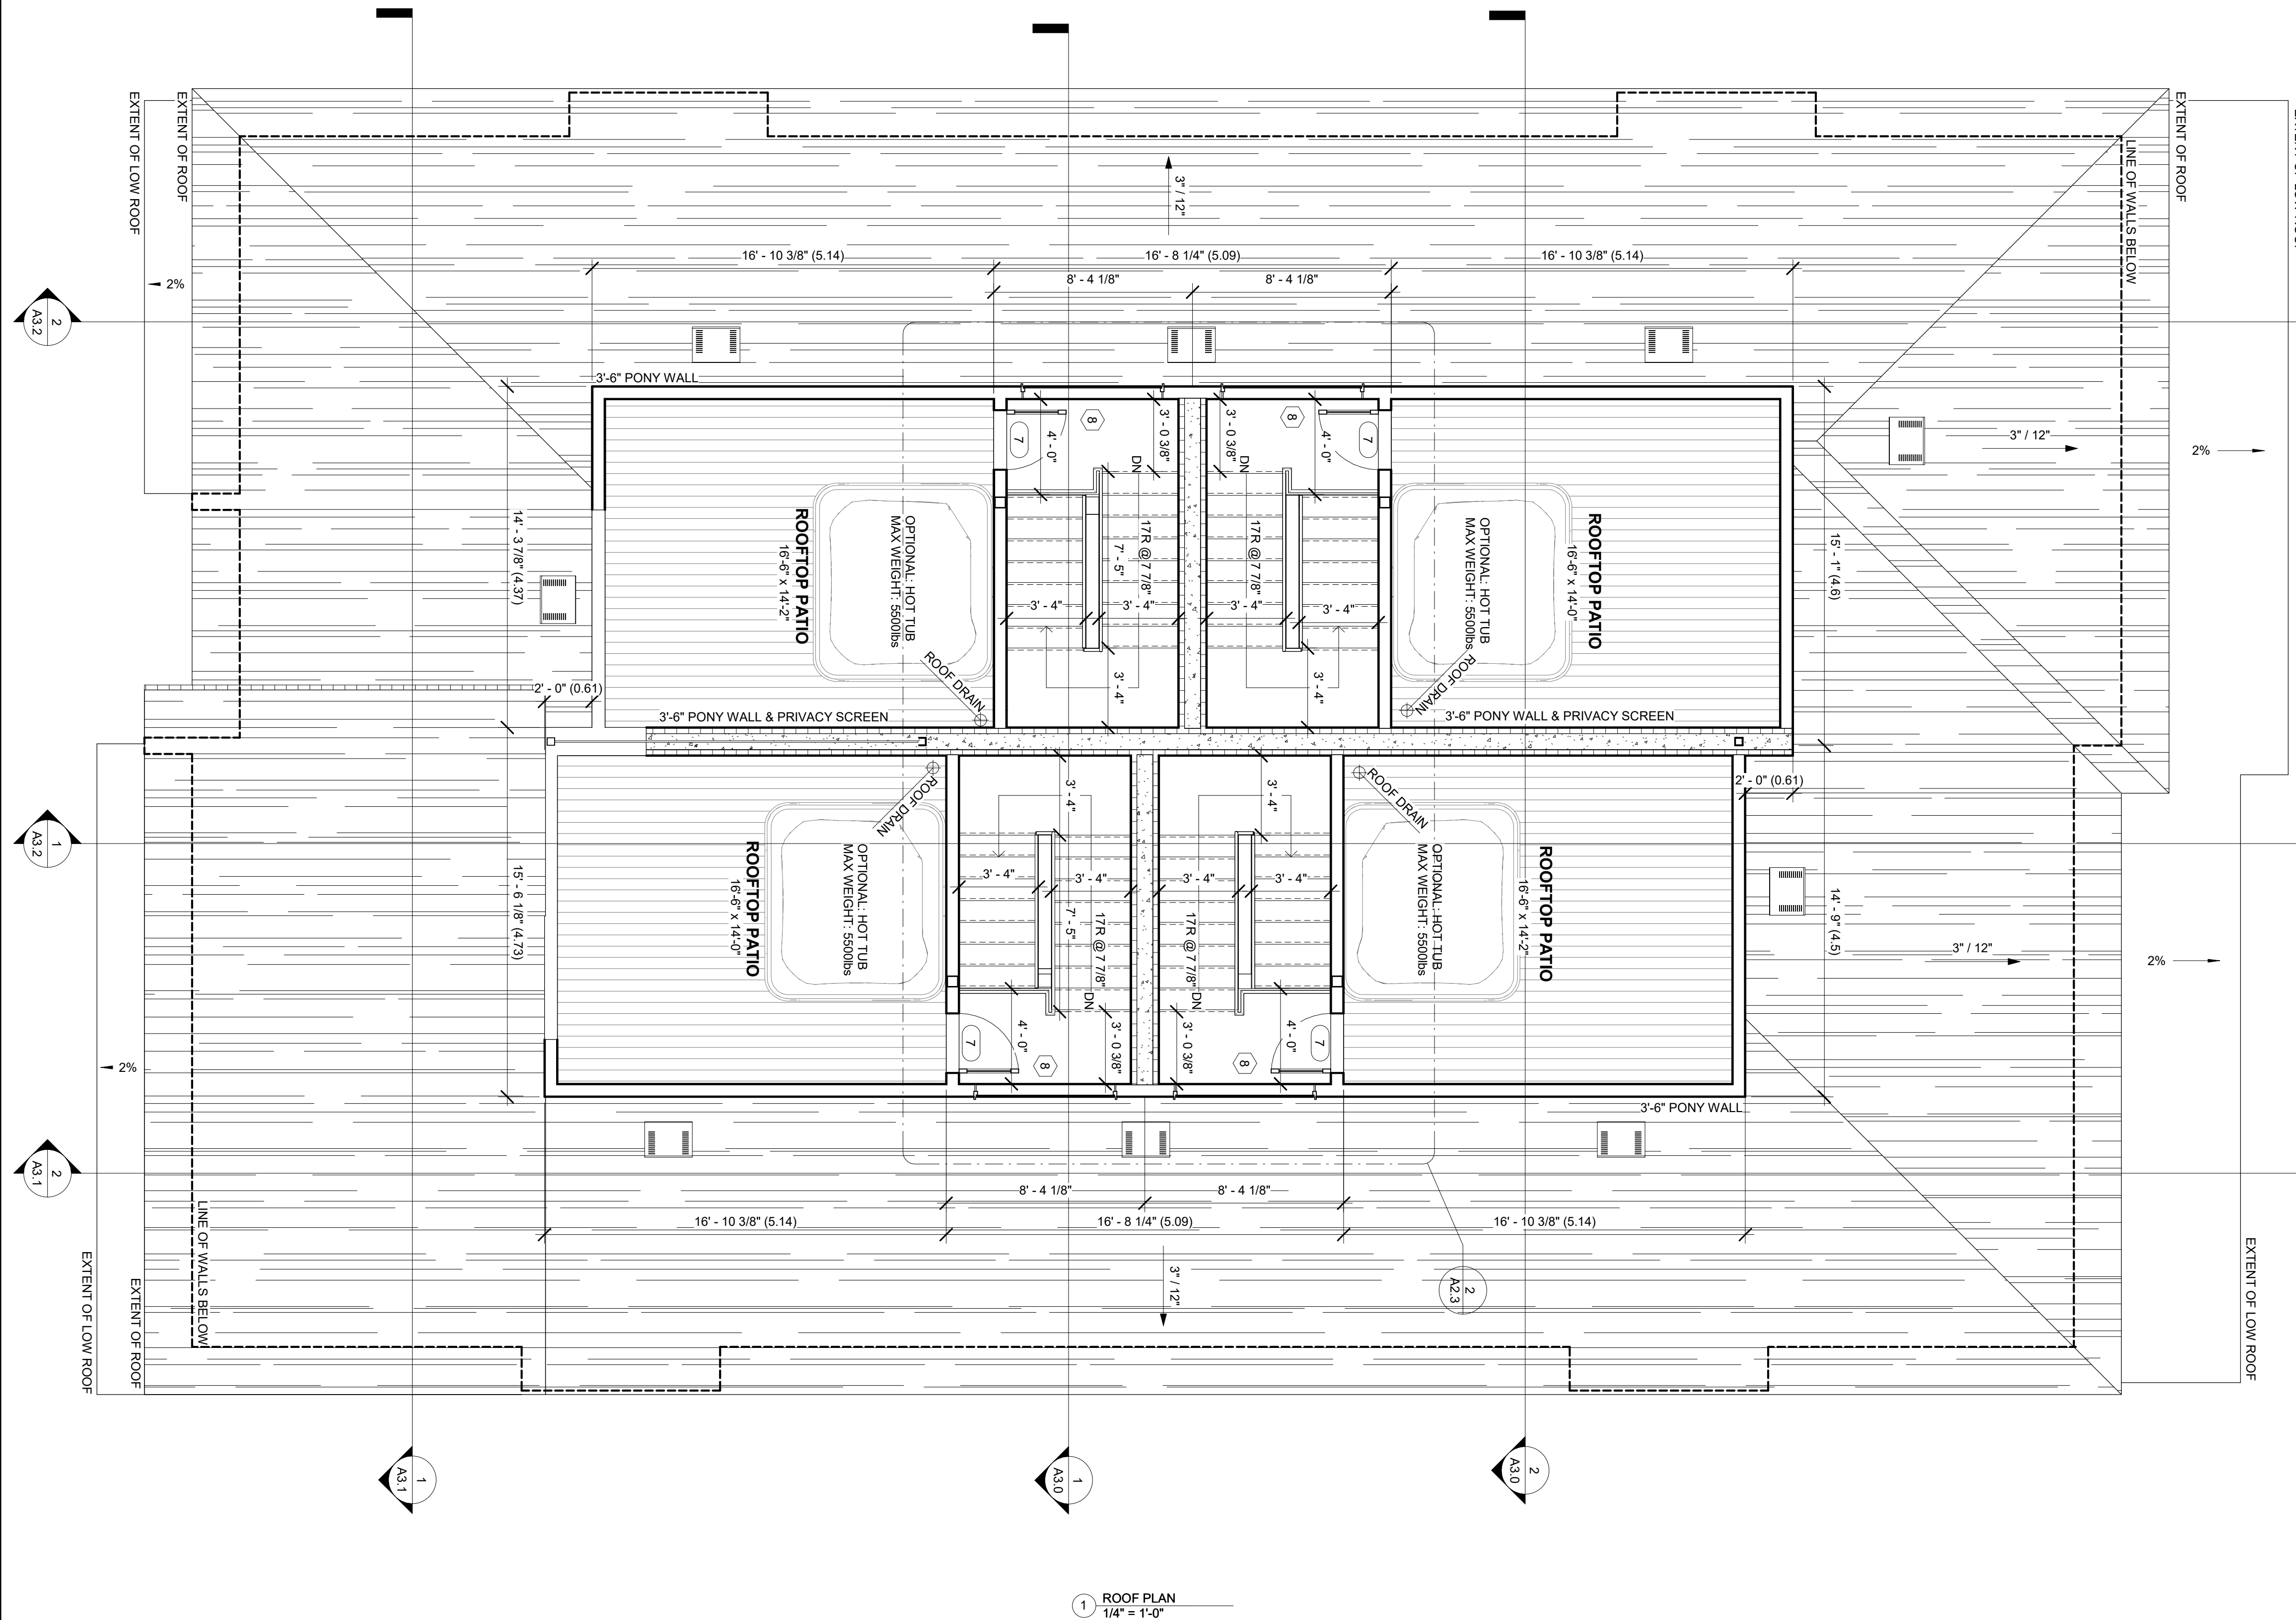 EXTENT OF LOW ROOF
EXTENT OF ROOF
EXTENT OF ROOF
LINE OF WALLS BELOW
3" / 12"
16' - 10 3/8" (5.14)
16' - 8 1/4" (5.09)
16' - 10 3/8" (5.14)
8' - 4 1/8"
8' - 4 1/8"
2%
2
A3.2
3'-6" PONY WALL
8
8
7
7
4' - 0"
3' - 0 3/8"
3' - 0 3/8"
4' - 0"
DN
DN
3" / 12"
2%
14' - 3 7/8" (4.37)
ROOFTOP PATIO
16'-6" x 14'-2"
OPTIONAL: HOT TUB
MAX WEIGHT: 5500lbs
17R @7 7/8"
7' - 5"
17R @7 7/8"
OPTIONAL: HOT TUB
MAX WEIGHT: 5500lbs
ROOFTOP PATIO
16'-6" x 14'-0"
15' - 1" (4.6)
3' - 4"
3' - 4"
3' - 4"
3' - 4"
3' - 4"
3' - 4"
ROOF DRAIN
ROOF DRAIN
2' - 0" (0.61)
3'-6" PONY WALL & PRIVACY SCREEN
3'-6" PONY WALL & PRIVACY SCREEN
2' - 0" (0.61)
ROOF DRAIN
ROOF DRAIN
3' - 4"
3' - 4"
1
A3.2
15' - 6 1/8" (4.73)
ROOFTOP PATIO
16'-6" x 14'-0"
OPTIONAL: HOT TUB
MAX WEIGHT: 5500lbs
3' - 4"
3' - 4"
3' - 4"
3' - 4"
7' - 5"
17R @7 7/8"
17R @7 7/8"
OPTIONAL: HOT TUB
MAX WEIGHT: 5500lbs
ROOFTOP PATIO
16'-6" x 14'-2"
14' - 9" (4.5)
3" / 12"
2%
DN
DN
7
4' - 0"
8
3' - 0 3/8"
3' - 0 3/8"
8
4' - 0"
7
2%
3'-6" PONY WALL
2
A3.1
8' - 4 1/8"
8' - 4 1/8"
16' - 10 3/8" (5.14)
16' - 8 1/4" (5.09)
16' - 10 3/8" (5.14)
3" / 12"
2
A2.3
LINE OF WALLS BELOW
EXTENT OF ROOF
EXTENT OF LOW ROOF
EXTENT OF LOW ROOF
1
A3.1
1
A3.0
2
A3.0
1
ROOF PLAN
1/4" = 1'-0"